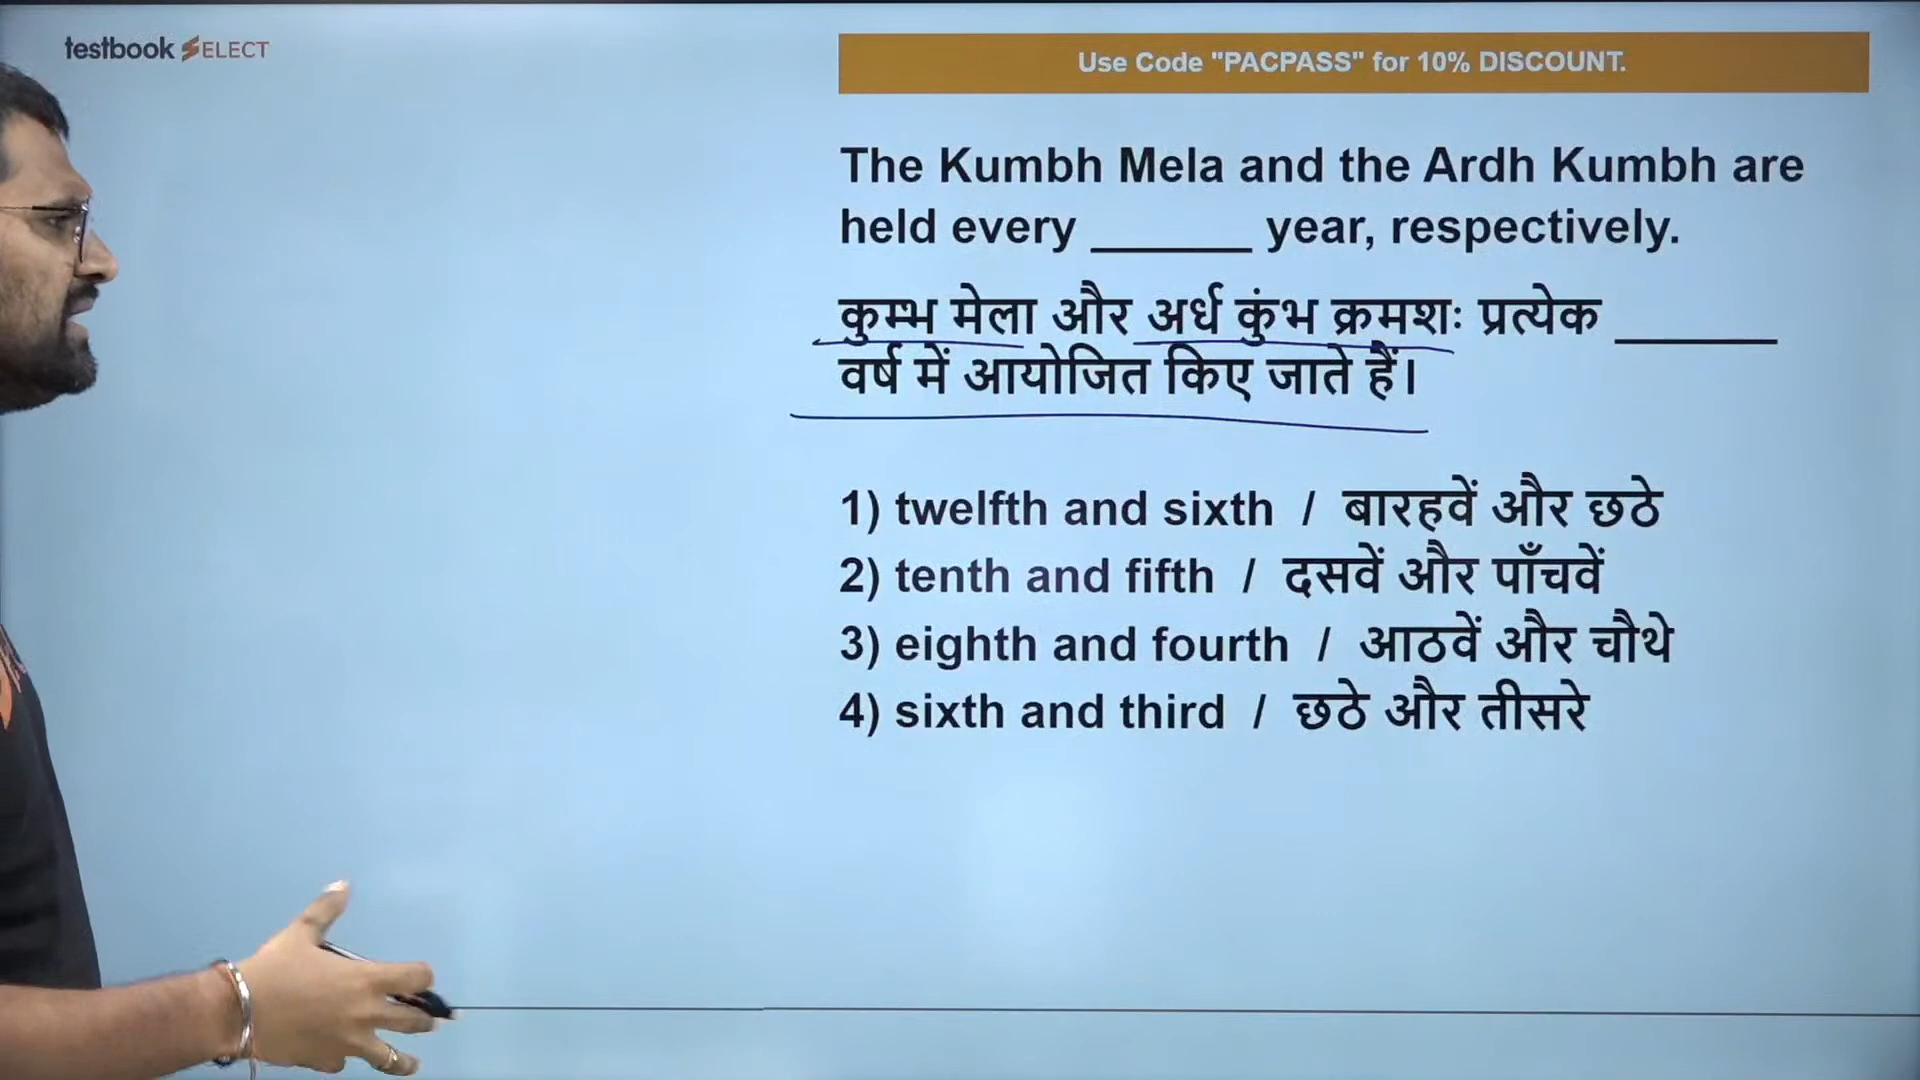 testbook SELECT
Use Code "PACPASS" for 10% DISCOUNT.
The Kumbh Mela and the Ardh Kumbh are
held every ______ year, respectively.
कुम्भ मेला और अर्ध कुंभ क्रमशः प्रत्येक ______
वर्ष में आयोजित किए जाते हैं।
1) twelfth and sixth / बारहवें और छठे
2) tenth and fifth / दसवें और पाँचवें
3) eighth and fourth / आठवें और चौथे
4) sixth and third / छठे और तीसरे